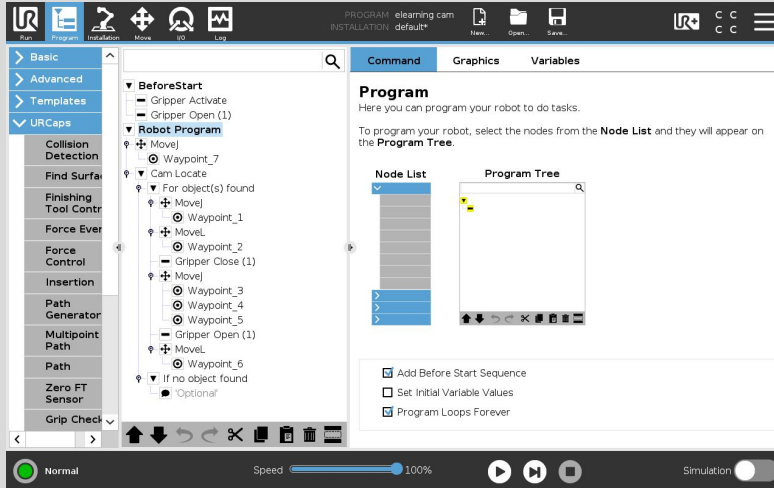 PROGRAM elearning cam
INSTALLATION default*
UR
Run
Program
Installation
Move
I/O
Log
New...
Open...
Save...
UR+
C C
C C
Basic
Advanced
Templates
URCaps
Collision
Detection
Find Surfa
Finishing
Tool Contr
Force Ever
Force
Control
Insertion
Path
Generator
Multipoint
Path
Path
Zero FT
Sensor
Grip Check
BeforeStart
Gripper Activate
Gripper Open (1)
Robot Program
MoveJ
Waypoint_7
Cam Locate
For object(s) found
MoveJ
Waypoint_1
MoveL
Waypoint_2
Gripper Close (1)
MoveJ
Waypoint_3
Waypoint_4
Waypoint_5
Gripper Open (1)
MoveL
Waypoint_6
If no object found
'Optional'
Command Graphics Variables
Program
Here you can program your robot to do tasks.
To program your robot, select the nodes from the Node List and they will appear on
the Program Tree.
Node List Program Tree
Add Before Start Sequence
Set Initial Variable Values
Program Loops Forever
Normal
Speed 100%
Simulation